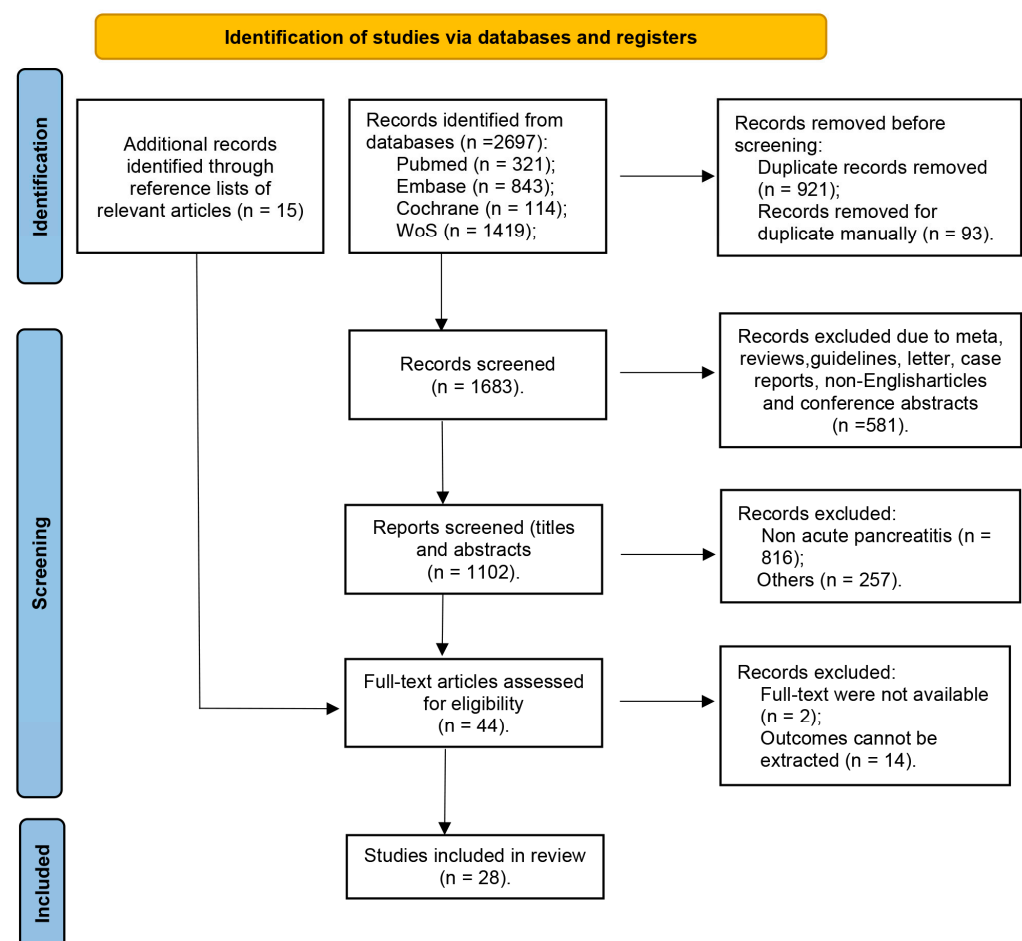 Identification of studies via databases and registers
Identification
Additional records
identified through
reference lists of
relevant articles (n = 15)
Records identified from
databases (n =2697):
Pubmed (n = 321);
Embase (n = 843);
Cochrane (n = 114);
WoS (n = 1419);
Records removed before
screening:
Duplicate records removed
(n = 921);
Records removed for
duplicate manually (n = 93).
Screening
Records screened
(n = 1683).
Records excluded due to meta,
reviews,guidelines, letter, case
reports, non-Englisharticles
and conference abstracts
(n =581).
Reports screened (titles
and abstracts
(n = 1102).
Records excluded:
Non acute pancreatitis (n =
816);
Others (n = 257).
Full-text articles assessed
for eligibility
(n = 44).
Records excluded:
Full-text were not available
(n = 2);
Outcomes cannot be
extracted (n = 14).
Included
Studies included in review
(n = 28).